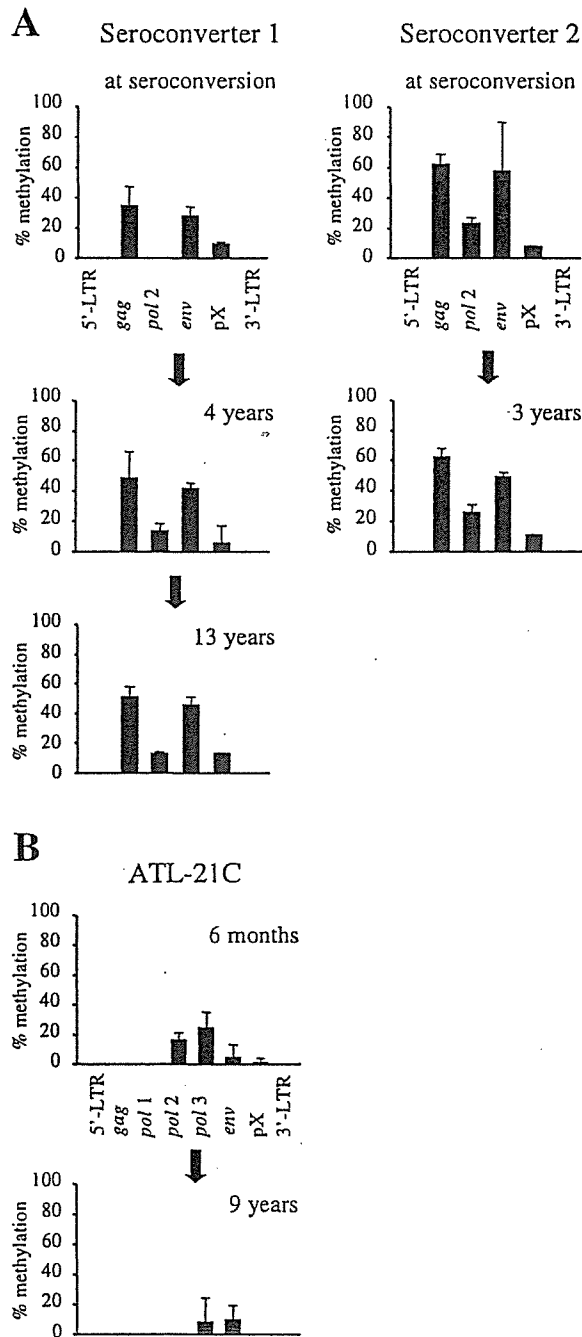 A
Seroconverter 1
at seroconversion
% methylation
100
80
60
40
20
0
5'-LTR
gag
pol 2
env
pX
3'-LTR
Seroconverter 2
at seroconversion
% methylation
100
80
60
40
20
0
5'-LTR
gag
pol 2
env
pX
3'-LTR
4 years
% methylation
100
80
60
40
20
0
3 years
% methylation
100
80
60
40
20
0
13 years
% methylation
100
80
60
40
20
0
B
ATL-21C
6 months
% methylation
100
80
60
40
20
0
5'-LTR
gag
pol 1
pol 2
pol 3
env
pX
3'-LTR
9 years
% methylation
100
80
60
40
20
0